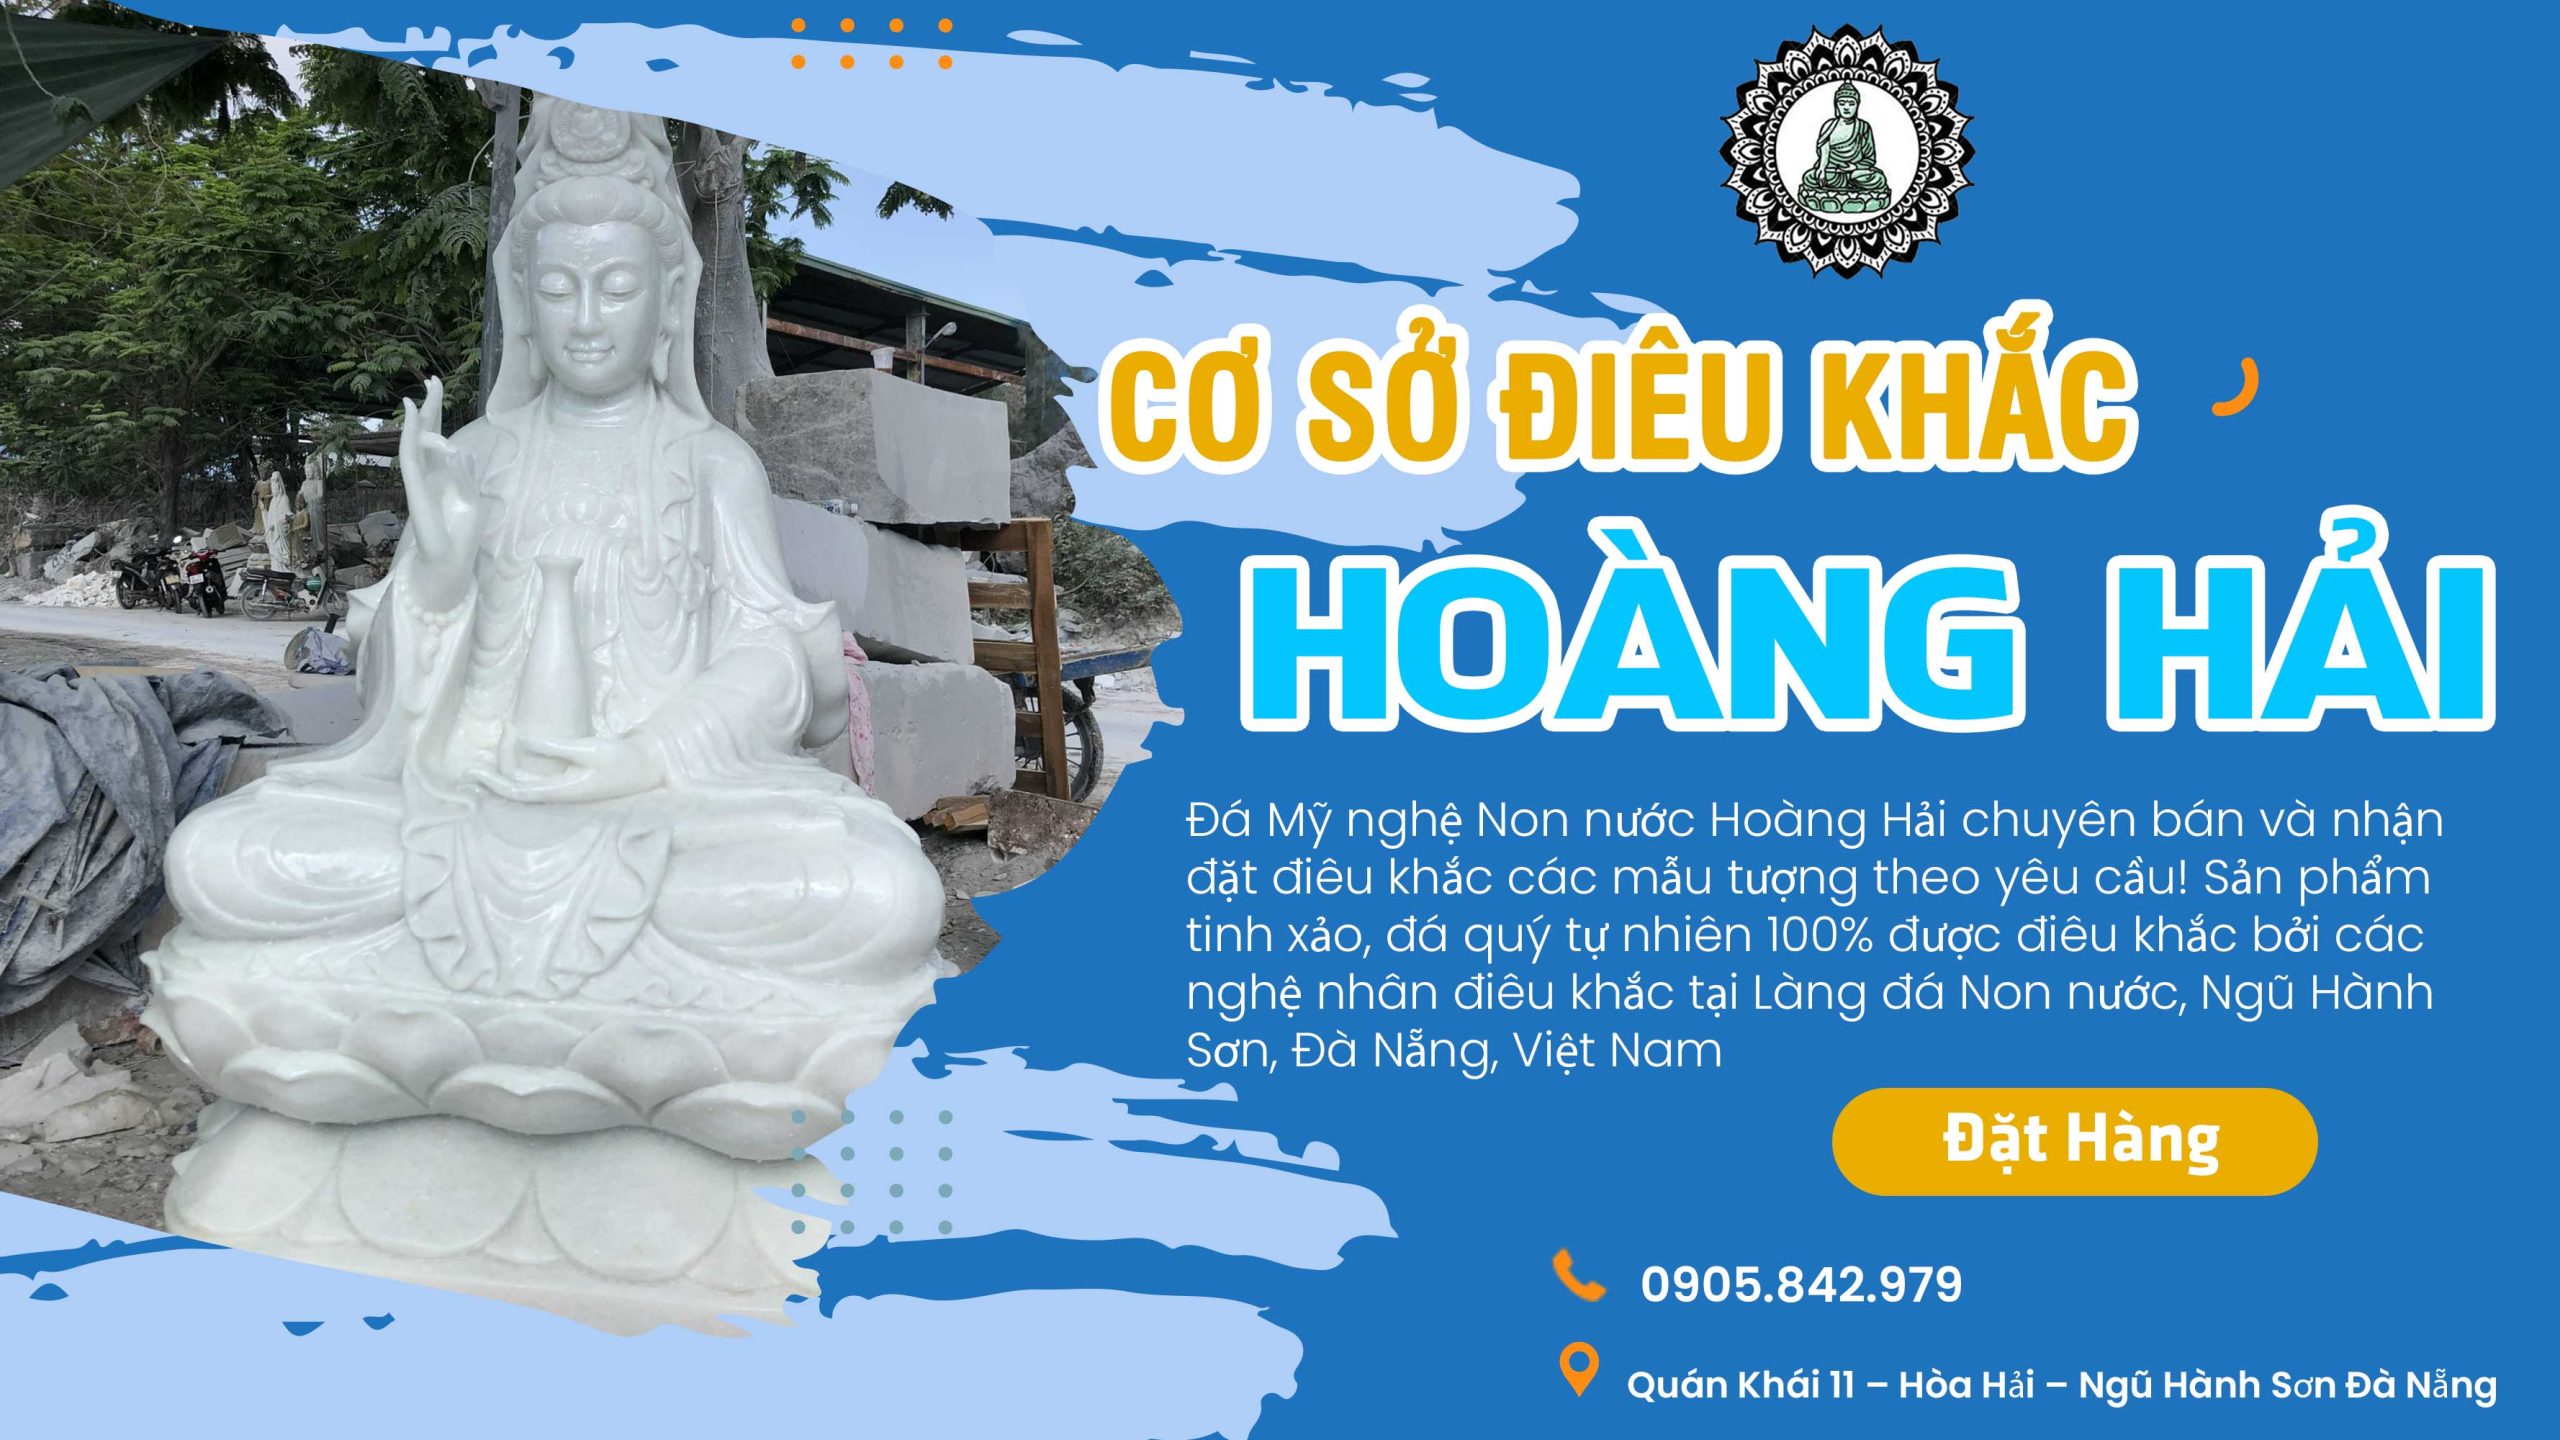 CƠ SỞ ĐIÊU KHẮC
HOÀNG HẢI
Đá Mỹ nghệ Non nước Hoàng Hải chuyên bán và nhận
đặt điêu khắc các mẫu tượng theo yêu cầu! Sản phẩm
tinh xảo, đá quý tự nhiên 100% được điêu khắc bởi các
nghệ nhân điêu khắc tại Làng đá Non nước, Ngũ Hành
Sơn, Đà Nẵng, Việt Nam
Đặt Hàng
0905.842.979
Quán Khái 11 – Hòa Hải – Ngũ Hành Sơn Đà Nẵng